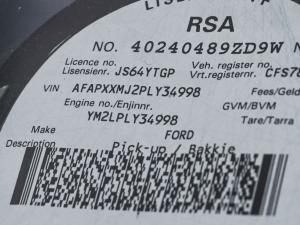 RSA
NO. 40240489ZD9W
Licence no. Veh. register no.
Lisensienr. JS64YTGP Vrt.registernr. CFS78
VIN AFAPXXMJ2PLY34998 Fees/Geld
Engine no./Enjinnr. GVM/BVM
YM2LPLY34998 Tare/Tarra
Make FORD
Description Pick-up / Bakkie